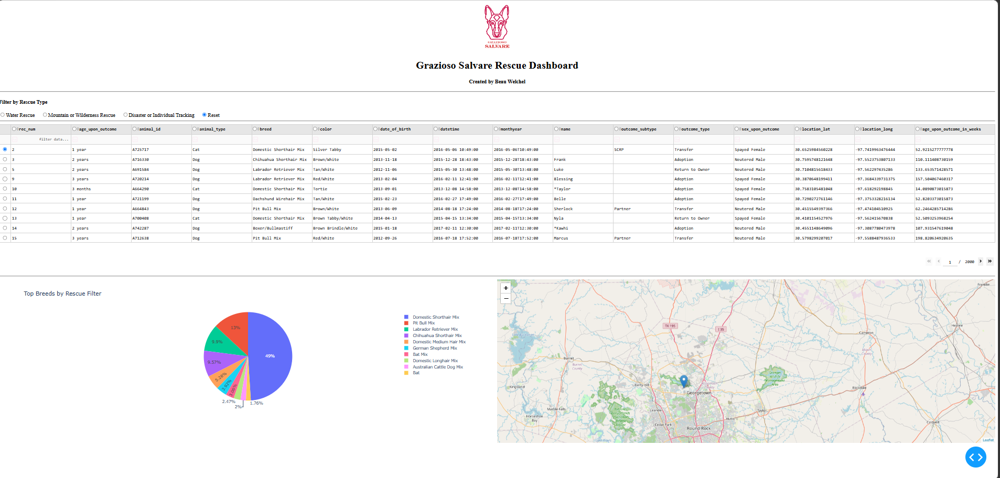 GRAZIOSO
SALVARE
Grazioso Salvare Rescue Dashboard
Created by Beau Welchel
Filter by Rescue Type
Water Rescue Mountain or Wilderness Rescue Disaster or Individual Tracking Reset
rec_num age_upon_outcome animal_id animal_type breed color date_of_birth datetime monthyear name outcome_subtype outcome_type sex_upon_outcome location_lat location_long age_upon_outcome_in_weeks
filter data...
2 1 year A725717 Cat Domestic Shorthair Mix Silver Tabby 2015-05-02 2016-05-06 10:49:00 2016-05-06T10:49:00 SCRP Transfer Spayed Female 30.6525984560228 -97.7419963476444 52.9215277777778
3 2 years A716330 Dog Chihuahua Shorthair Mix Brown/White 2013-11-18 2015-12-28 18:43:00 2015-12-28T18:43:00 Frank Adoption Neutered Male 30.7595748121648 -97.5523753807133 110.111408730159
5 2 years A691584 Dog Labrador Retriever Mix Tan/White 2012-11-06 2015-05-30 13:48:00 2015-05-30T13:48:00 Luke Return to Owner Neutered Male 30.7104815618433 -97.562297435286 133.653571428571
9 3 years A720214 Dog Labrador Retriever Mix Red/White 2013-02-04 2016-02-11 12:41:00 2016-02-11T12:41:00 Blessing Adoption Spayed Female 30.3870648199411 -97.3684339731375 157.504067460317
10 3 months A664290 Cat Domestic Shorthair Mix Tortie 2013-09-01 2013-12-08 14:58:00 2013-12-08T14:58:00 *Taylor Adoption Spayed Female 30.7583105481048 -97.618292198845 14.0890873015873
11 1 year A721199 Dog Dachshund Wirehair Mix Tan/White 2015-02-23 2016-02-27 17:49:00 2016-02-27T17:49:00 Belle Adoption Spayed Female 30.7290272761146 -97.3753328216134 52.8203373015873
12 1 year A664843 Dog Pit Bull Mix Brown/White 2013-06-09 2014-08-18 17:24:00 2014-08-18T17:24:00 Sherlock Partner Transfer Neutered Male 30.4515549397366 -97.474104510925 62.2464285714286
13 1 year A700408 Cat Domestic Shorthair Mix Brown Tabby/White 2014-04-13 2015-04-15 13:34:00 2015-04-15T13:34:00 Nyla Return to Owner Spayed Female 30.4101154527976 -97.562415670838 52.5093253968254
14 2 years A742287 Dog Boxer/Bullmastiff Brown Brindle/White 2015-01-18 2017-02-11 12:30:00 2017-02-11T12:30:00 *Kawhi Adoption Neutered Male 30.4551148649096 -97.3087780473978 107.931547619048
15 3 years A712638 Dog Pit Bull Mix Red/White 2012-09-26 2016-07-18 17:52:00 2016-07-18T17:52:00 Marcus Partner Transfer Neutered Male 30.5798299207017 -97.5588487936533 198.820634920635
« ‹ 1 / 2000 › »
Top Breeds by Rescue Filter
49%
13%
9.9%
9.57%
5.28%
3.92%
3.06%
2.47%
2%
1.76%
Domestic Shorthair Mix
Pit Bull Mix
Labrador Retriever Mix
Chihuahua Shorthair Mix
Domestic Medium Hair Mix
German Shepherd Mix
Bat Mix
Domestic Longhair Mix
Australian Cattle Dog Mix
Bat
+
−
Franklin
TX 195
I 35
Hearne
Cameron
Lake Buchanan
Milam
County
Burnet
Burnet
County
Granger
Wildlife
Management
Area
Kingsland
Liberty Hill
Williamson
County
Georgetown
Rockdale
Marble Falls
Balcones
Canyonlands
National
Wildlife
Refuge
Leander
Taylor
Horseshoe
Bay
Hutto
Cedar Park
Caldwell
Round Rock
Lake Travis
Leaflet